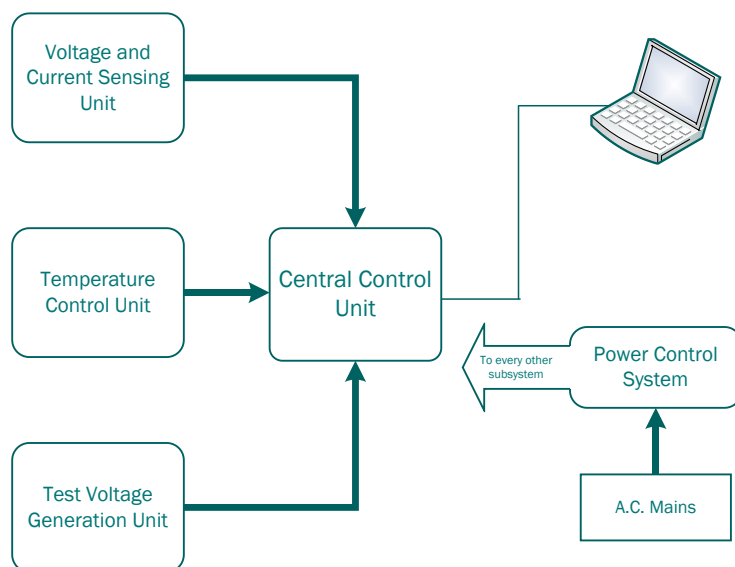 Voltage and
Current Sensing
Unit
Temperature
Control Unit
Central Control
Unit
To every other
subsystem
Power Control
System
Test Voltage
Generation Unit
A.C. Mains